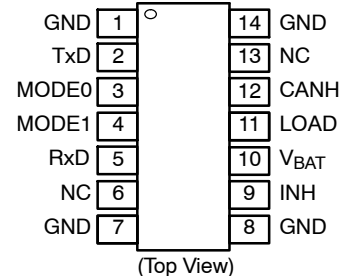 GND 1 14 GND
TxD 2 13 NC
MODE0 3 12 CANH
MODE1 4 11 LOAD
RxD 5 10 VBAT
NC 6 9 INH
GND 7 8 GND
(Top View)